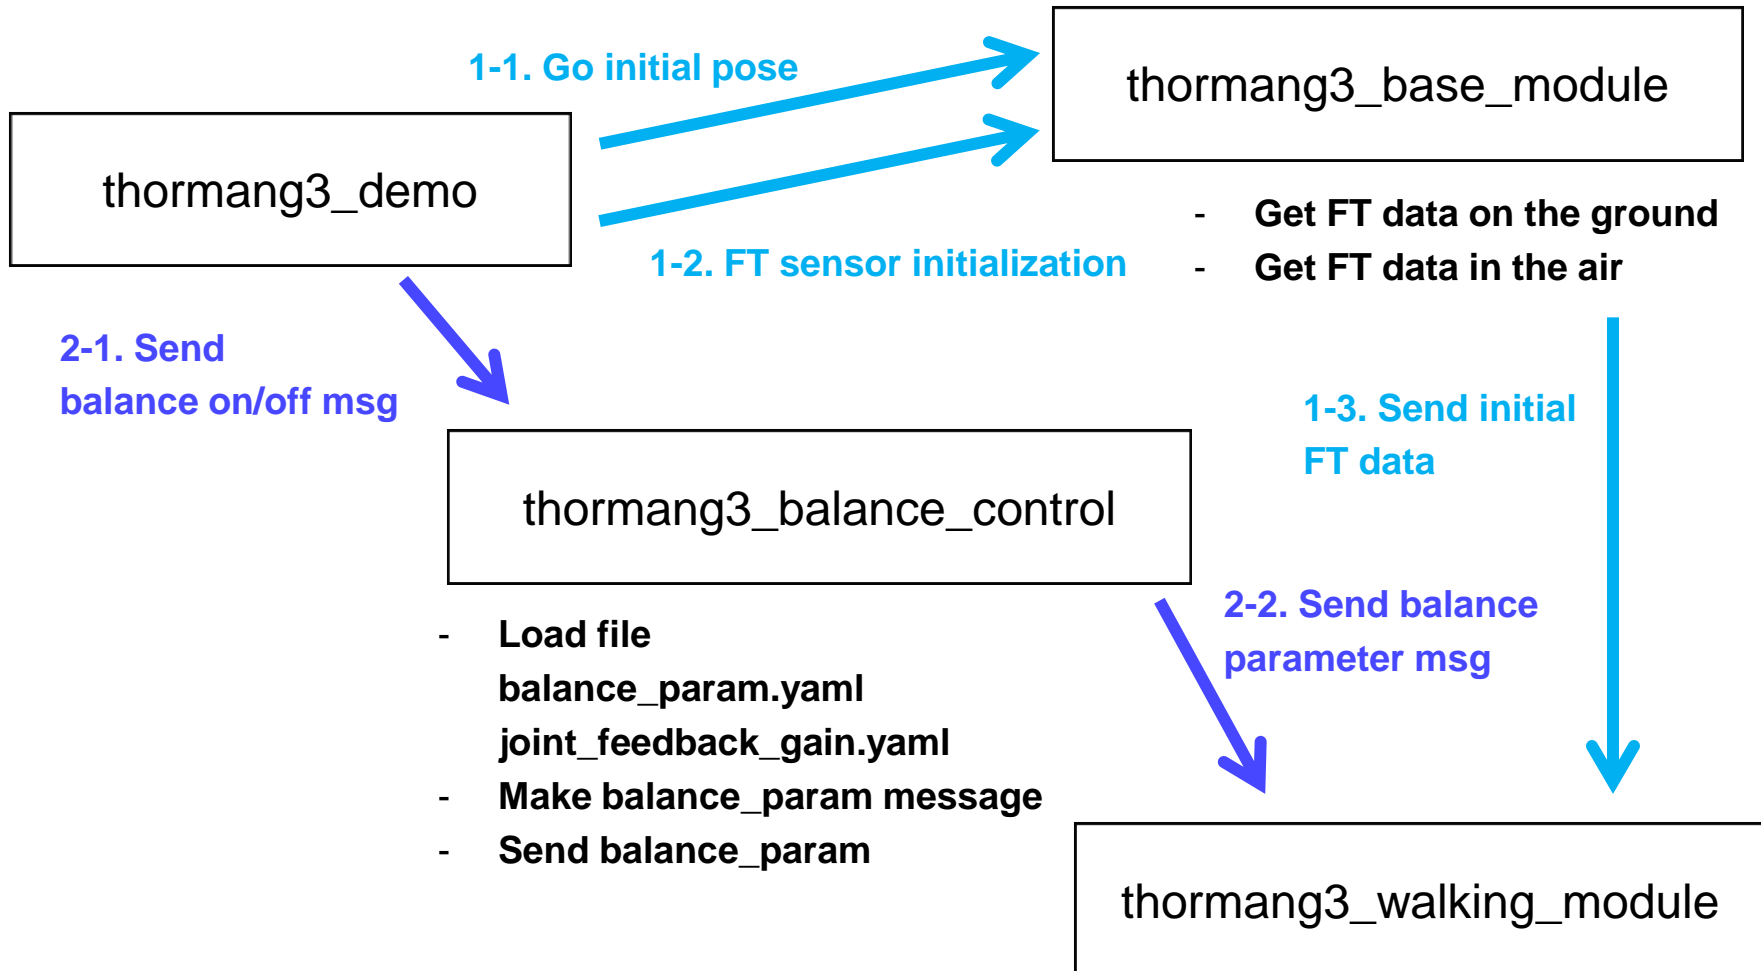 1-1. Go initial pose
thormang3_base_module
thormang3_demo
- Get FT data on the ground
1-2. FT sensor initialization
- Get FT data in the air
2-1. Send
balance on/off msg
1-3. Send initial
FT data
thormang3_balance_control
2-2. Send balance
parameter msg
- Load file
balance_param.yaml
joint_feedback_gain.yaml
- Make balance_param message
- Send balance_param
thormang3_walking_module